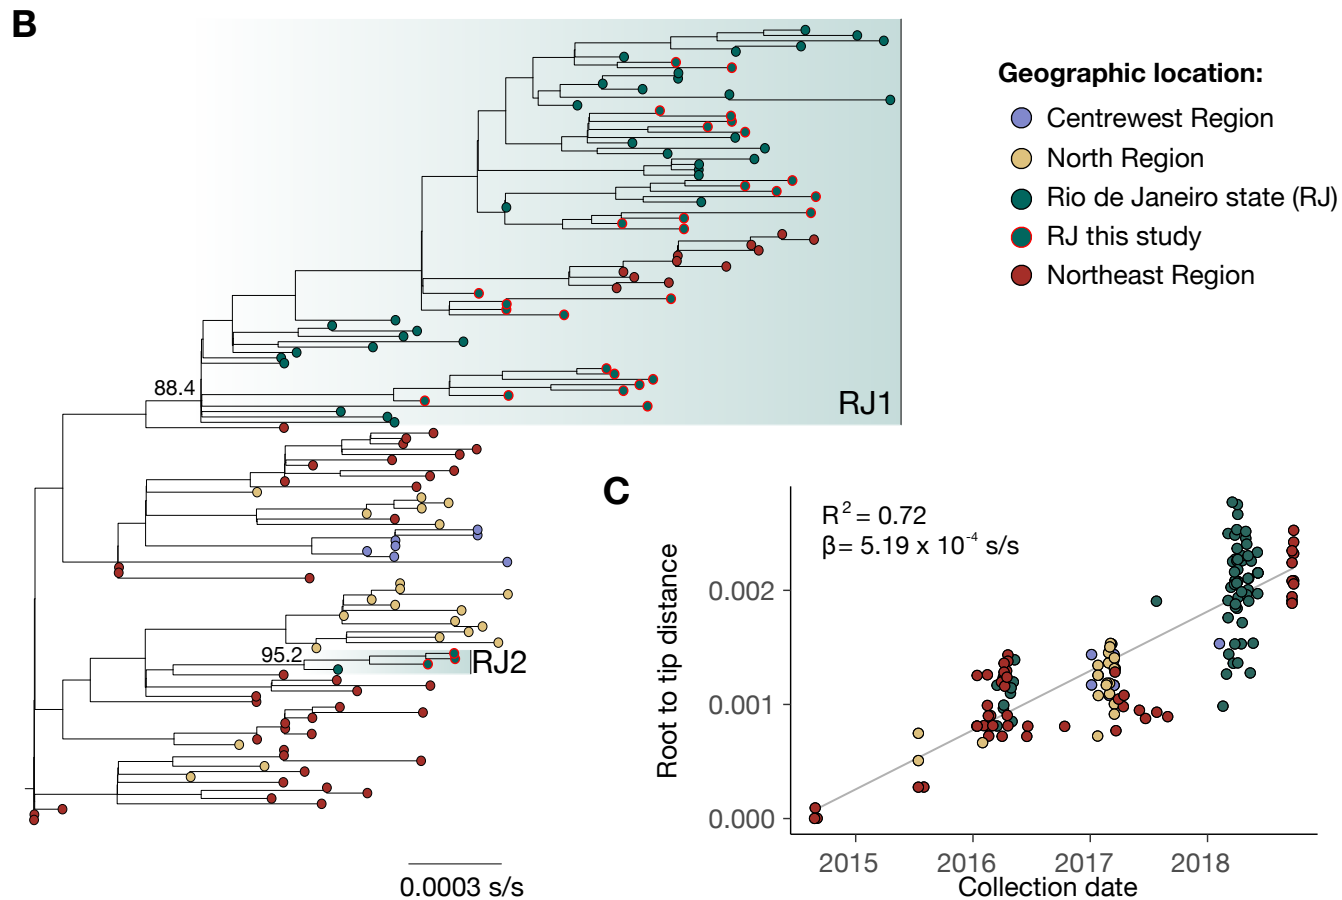 B
Geographic location:
Centrewest Region
North Region
Rio de Janeiro state (RJ)
RJ this study
Northeast Region
88.4
RJ1
95.2
RJ2
0.0003 s/s
C
R² = 0.72
β= 5.19 x 10⁻⁴ s/s
Root to tip distance
0.002
0.001
0.000
2015 2016 2017 2018
Collection date